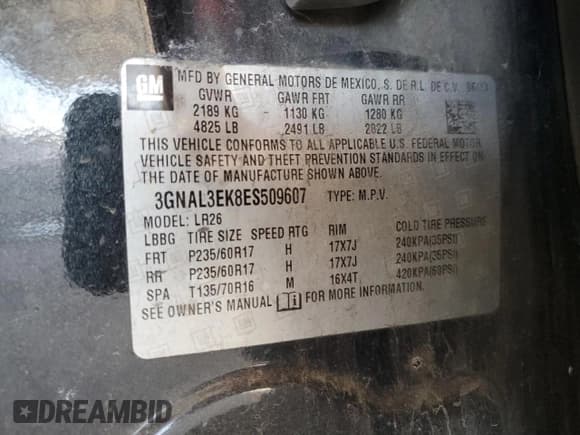 GM
MFD BY GENERAL MOTORS DE MEXICO, S. DE R.L. DE C.V.
GVWR GAWR FRT GAWR RR
2189 KG 1130 KG 1280 KG
4825 LB 2491 LB 2822 LB
THIS VEHICLE CONFORMS TO ALL APPLICABLE U.S. FEDERAL MOTOR
VEHICLE SAFETY AND THEFT PREVENTION STANDARDS IN EFFECT ON
THE DATE OF MANUFACTURE SHOWN ABOVE.
3GNAL3EK8ES509607 TYPE: M.P.V.
MODEL: LR26
LBBG TIRE SIZE SPEED RTG RIM COLD TIRE PRESSURE
FRT P235/60R17 H 17X7J 240KPA(35PSI)
RR P235/60R17 H 17X7J 240KPA(35PSI)
SPA T135/70R16 M 16X4T 420KPA(60PSI)
SEE OWNER'S MANUAL FOR MORE INFORMATION.
DREAMBID